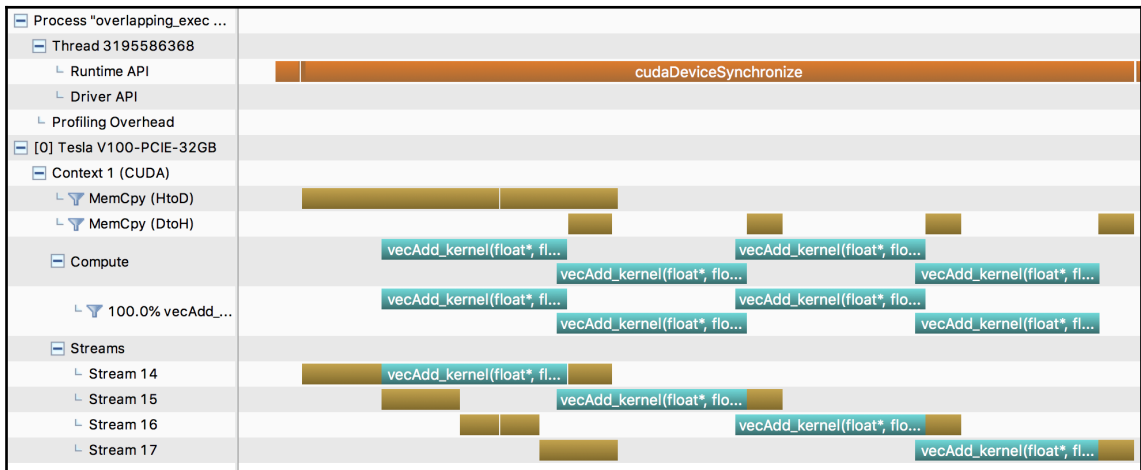 Process "overlapping_exec ...
Thread 3195586368
Runtime API
cudaDeviceSynchronize
Driver API
Profiling Overhead
[0] Tesla V100-PCIE-32GB
Context 1 (CUDA)
MemCpy (HtoD)
MemCpy (DtoH)
Compute
vecAdd_kernel(float*, fl... vecAdd_kernel(float*, flo...
vecAdd_kernel(float*, flo... vecAdd_kernel(float*, fl...
100.0% vecAdd_...
vecAdd_kernel(float*, fl... vecAdd_kernel(float*, flo...
vecAdd_kernel(float*, flo... vecAdd_kernel(float*, fl...
Streams
Stream 14
vecAdd_kernel(float*, fl...
Stream 15
vecAdd_kernel(float*, flo...
Stream 16
vecAdd_kernel(float*, flo...
Stream 17
vecAdd_kernel(float*, fl...